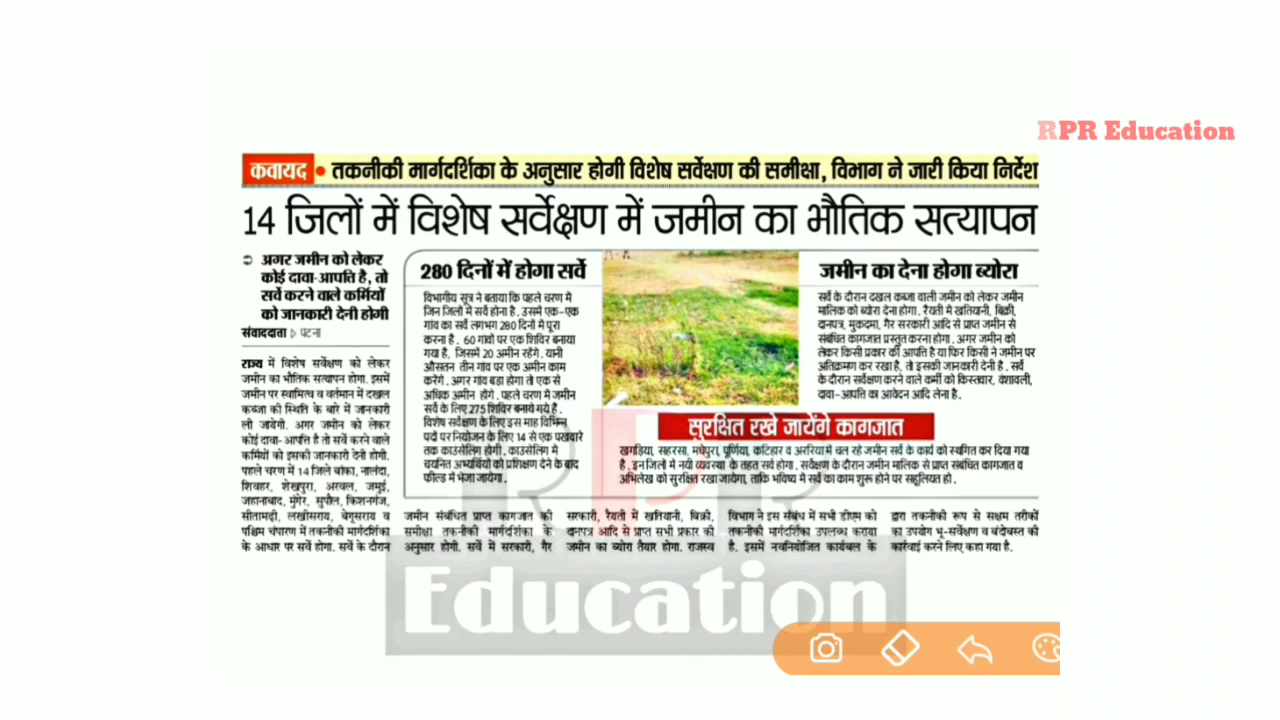 RPR Education
कवायद • तकनीकी मार्गदर्शिका के अनुसार होगी विशेष सर्वेक्षण की समीक्षा, विभाग ने जारी किया निर्देश
14 जिलों में विशेष सर्वेक्षण में जमीन का भौतिक सत्यापन
अगर जमीन को लेकर
कोई दावा-आपत्ति है, तो
सर्वे करने वाले कर्मियों
को जानकारी देनी होगी
संवाददाता ▷ पटना
राज्य में विशेष सर्वेक्षण को लेकर
जमीन का भौतिक सत्यापन होगा. इसमें
जमीन पर स्वामित्व व वर्तमान में दखल
कब्जा की स्थिति के बारे में जानकारी
ली जायेगी. अगर जमीन को लेकर
कोई दावा-आपत्ति है तो सर्वे करने वाले
कर्मियों को इसकी जानकारी देनी होगी.
पहले चरण में 14 जिले बांका, नालंदा,
शिवहर, शेखपुरा, अरवल, जमुई,
जहानाबाद, मुंगेर, सुपौल, किशनगंज,
सीतामढ़ी, लखीसराय, बेगूसराय व
पश्चिम चंपारण में तकनीकी मार्गदर्शिका
के आधार पर सर्वे होगा. सर्वे के दौरान
280 दिनों में होगा सर्वे
विभागीय सूत्र ने बताया कि पहले चरण में
जिन जिलों में सर्वे होना है. उसमें एक-एक
गांव का सर्वे लगभग 280 दिनों में पूरा
करना है. 60 गांवों पर एक शिविर बनाया
गया है, जिसमें 20 अमीन रहेंगे. यानी
औसतन तीन गांव पर एक अमीन काम
करेंगे. अगर गांव बड़ा होगा तो एक से
अधिक अमीन होंगे. पहले चरण में जमीन
सर्वे के लिए 275 शिविर बनाये गये हैं.
विशेष सर्वेक्षण के लिए इस माह विभिन्न
पदों पर नियोजन के लिए 14 से एक पखवारे
तक काउंसेलिंग होगी. काउंसेलिंग में
चयनित अभ्यर्थियों को प्रशिक्षण देने के बाद
फील्ड में भेजा जायेगा.
जमीन का देना होगा ब्योरा
सर्वे के दौरान दखल कब्जा वाली जमीन को लेकर जमीन
मालिक को ब्योरा देना होगा. रैयती में खतियानी, बिक्री,
दानपत्र, मुकदमा, गैर सरकारी आदि से प्राप्त जमीन से
संबंधित कागजात प्रस्तुत करना होगा. अगर जमीन को
लेकर किसी प्रकार की आपत्ति है या फिर किसी ने जमीन पर
अतिक्रमण कर रखा है, तो इसकी जानकारी देनी है. सर्वे
के दौरान सर्वेक्षण करने वाले कर्मी को किस्तवार, वंशावली,
दावा-आपत्ति का आवेदन आदि लेना है.
सुरक्षित रखे जायेंगे कागजात
खगड़िया, सहरसा, मधेपुरा, पूर्णिया, कटिहार व अररिया में चल रहे जमीन सर्वे के कार्य को स्थगित कर दिया गया
है. इन जिलों में नयी व्यवस्था के तहत सर्वे होगा. सर्वेक्षण के दौरान जमीन मालिक से प्राप्त संबंधित कागजात व
अभिलेख को सुरक्षित रखा जायेगा, ताकि भविष्य में सर्वे का काम शुरू होने पर सहूलियत हो.
जमीन संबंधित प्राप्त कागजात की
समीक्षा तकनीकी मार्गदर्शिका के
अनुसार होगी. सर्वे में सरकारी, गैर
सरकारी, रैयती में खतियानी, बिक्री,
दानपत्र आदि से प्राप्त सभी प्रकार की
जमीन का ब्योरा तैयार होगा. राजस्व
विभाग ने इस संबंध में सभी डीएम को
तकनीकी मार्गदर्शिका उपलब्ध कराया
है. इसमें नवनियोजित कार्यबल के
द्वारा तकनीकी रूप से सक्षम तरीकों
का उपयोग भू-सर्वेक्षण व बंदोबस्त की
कार्रवाई करने लिए कहा गया है.
RPR
Education